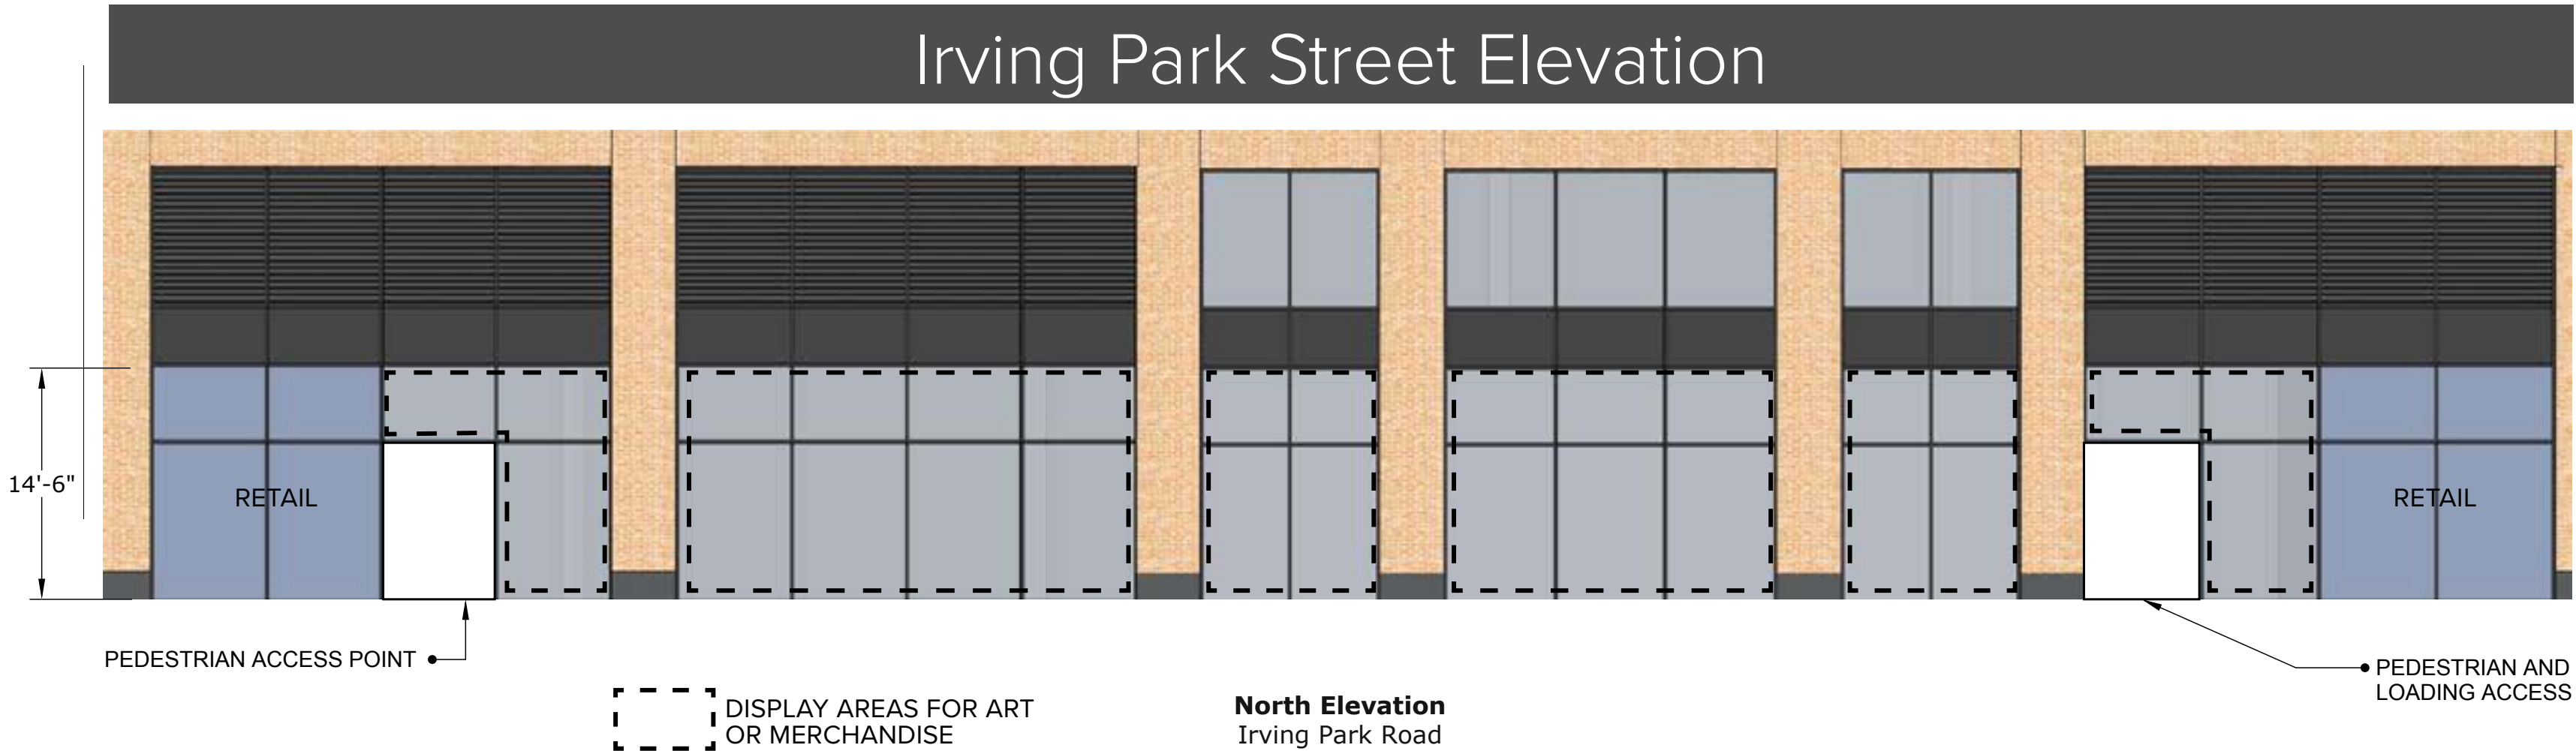 Irving Park Street Elevation
14'-6"
RETAIL
RETAIL
PEDESTRIAN ACCESS POINT
PEDESTRIAN AND
LOADING ACCESS
DISPLAY AREAS FOR ART
OR MERCHANDISE
North Elevation
Irving Park Road